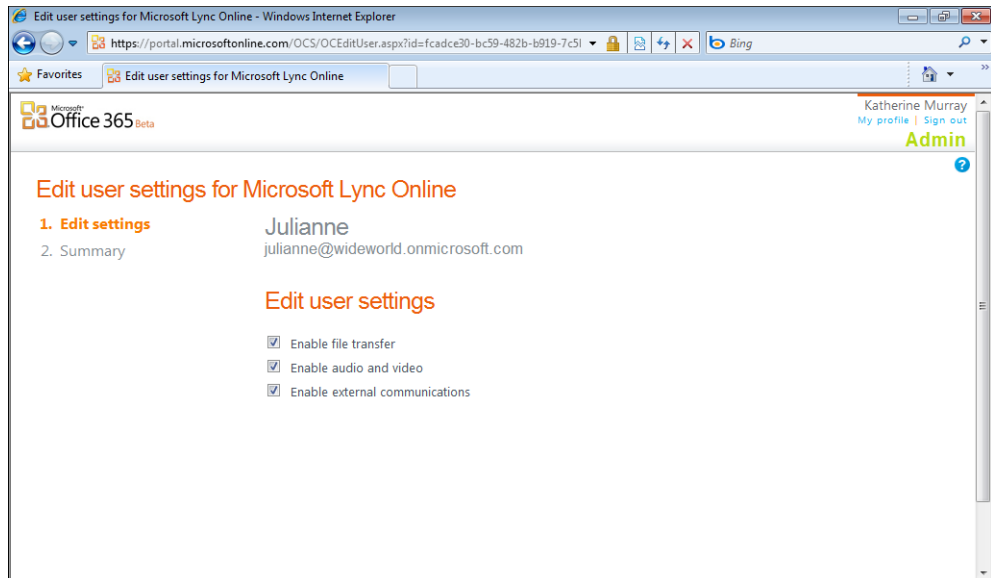 Edit user settings for Microsoft Lync Online - Windows Internet Explorer
https://portal.microsoftonline.com/OCS/OCEditUser.aspx?id=fcadce30-bc59-482b-b919-7c5l
Bing
Favorites
Edit user settings for Microsoft Lync Online
Microsoft
Office 365 Beta
Katherine Murray
My profile | Sign out
Admin
Edit user settings for Microsoft Lync Online
1. Edit settings
2. Summary
Julianne
julianne@wideworld.onmicrosoft.com
Edit user settings
Enable file transfer
Enable audio and video
Enable external communications